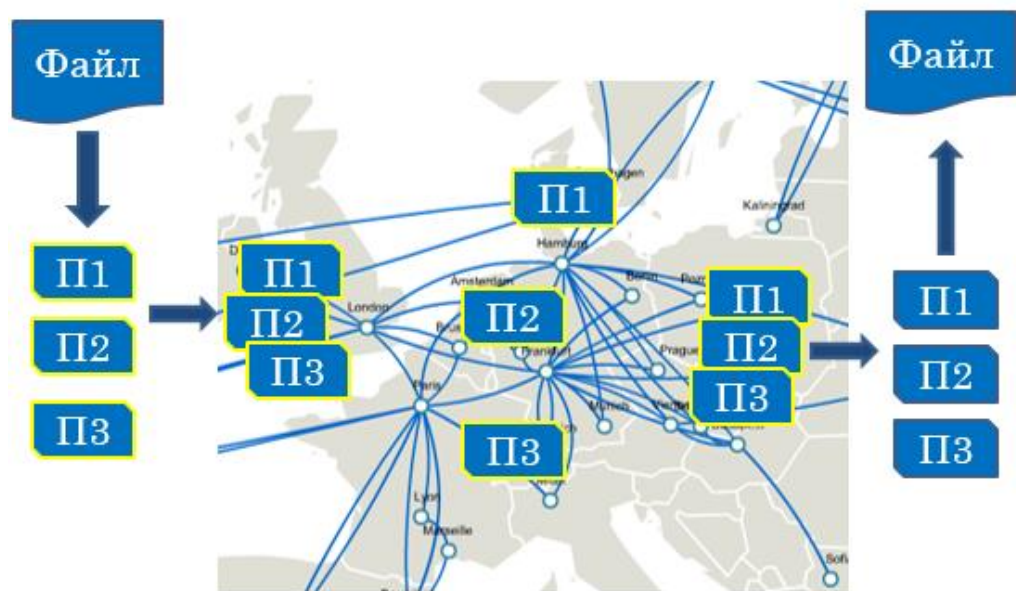 Файл
Файл
П1
П2
П3
П1
П2
П3
П1
П2
П3
П1
П2
П3
П1
П2
П3
Kaliningrad
Hamburg
Amsterdam
London
Frankfurt
Prague
Paris
Munich
Lyon
Marseille